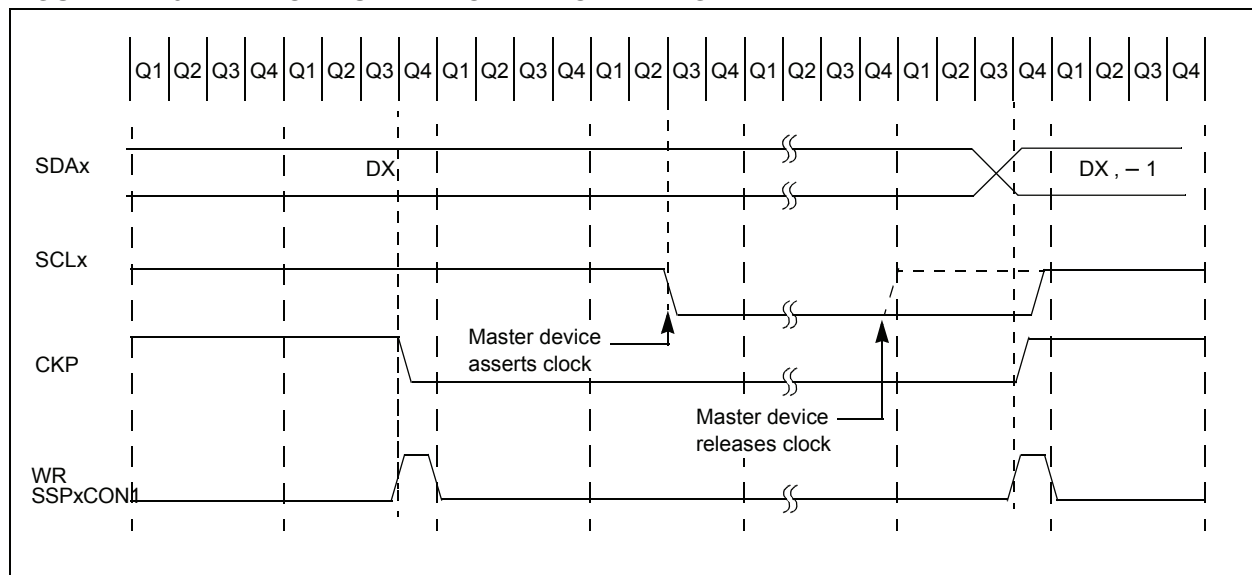 Q1 Q2 Q3 Q4 Q1 Q2 Q3 Q4 Q1 Q2 Q3 Q4 Q1 Q2 Q3 Q4 Q1 Q2 Q3 Q4 Q1 Q2 Q3 Q4 Q1 Q2 Q3 Q4
SDAx
DX
DX , – 1
SCLx
Master device
asserts clock
CKP
Master device
releases clock
WR
SSPxCON1